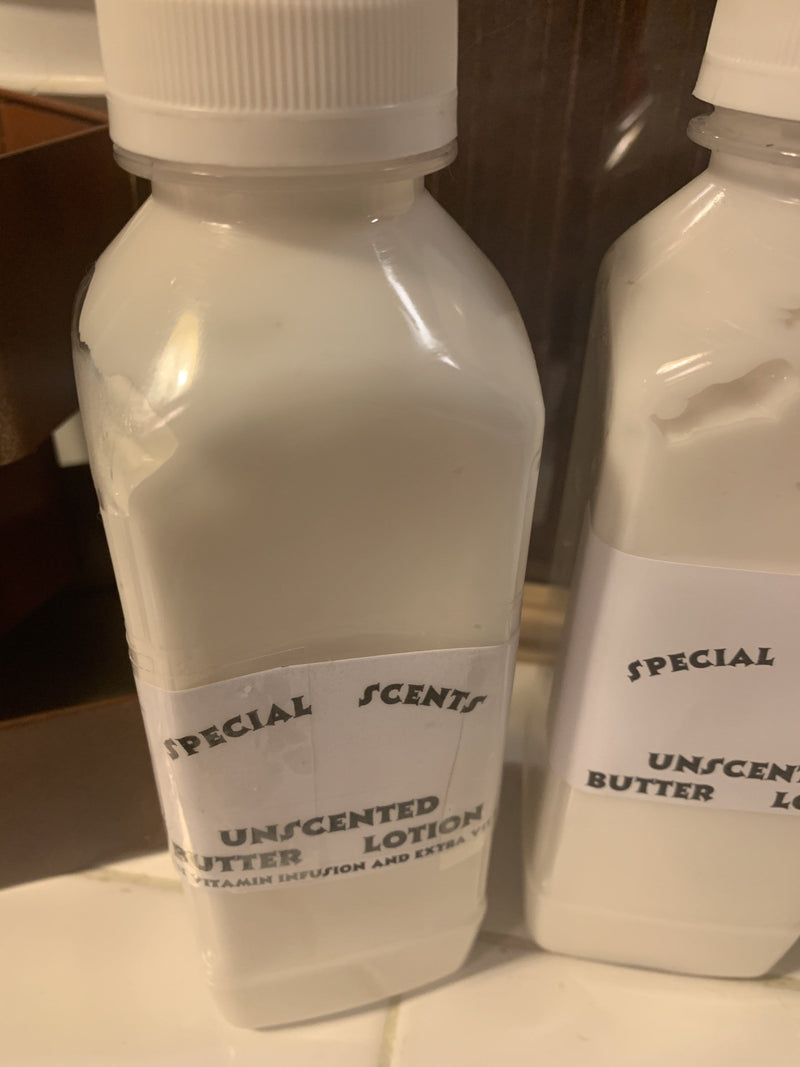 SPECIAL SCENTS
UNSCENTED
BUTTER LOTION
VITAMIN INFUSION AND EXTRA
SPECIAL
BUTTER